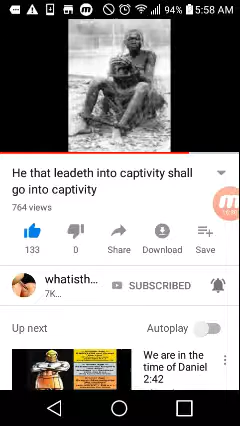 94% 5:58 AM
He that leadeth into captivity shall
go into captivity
764 views
133
0
Share
Download
Save
whatisth...
7K...
SUBSCRIBED
Up next
Autoplay
We are in the
time of Daniel
2:42